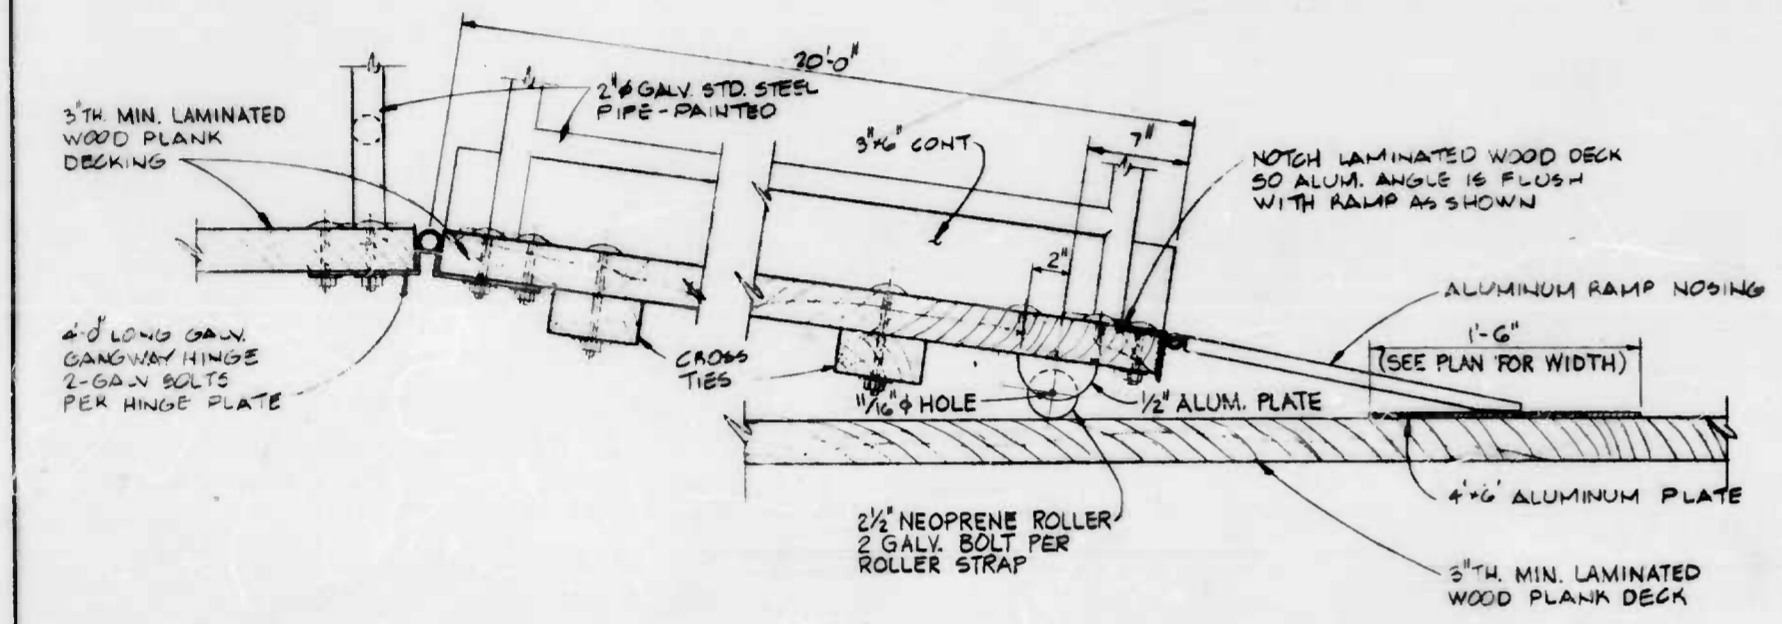 20'-0"
3" TH. MIN. LAMINATED
WOOD PLANK
DECKING
2"φ GALV. STD. STEEL
PIPE - PAINTED
3"x6" CONT
7"
NOTCH LAMINATED WOOD DECK
SO ALUM. ANGLE IS FLUSH
WITH RAMP AS SHOWN
2"
ALUMINUM RAMP NOSING
1'-6"
(SEE PLAN FOR WIDTH)
4'-0" LONG GALV.
GANGWAY HINGE
2-GALV BOLTS
PER HINGE PLATE
CROSS
TIES
11/16" φ HOLE
1/2" ALUM. PLATE
4'x6' ALUMINUM PLATE
2 1/2" NEOPRENE ROLLER
2 GALV. BOLT PER
ROLLER STRAP
3" TH. MIN. LAMINATED
WOOD PLANK DECK